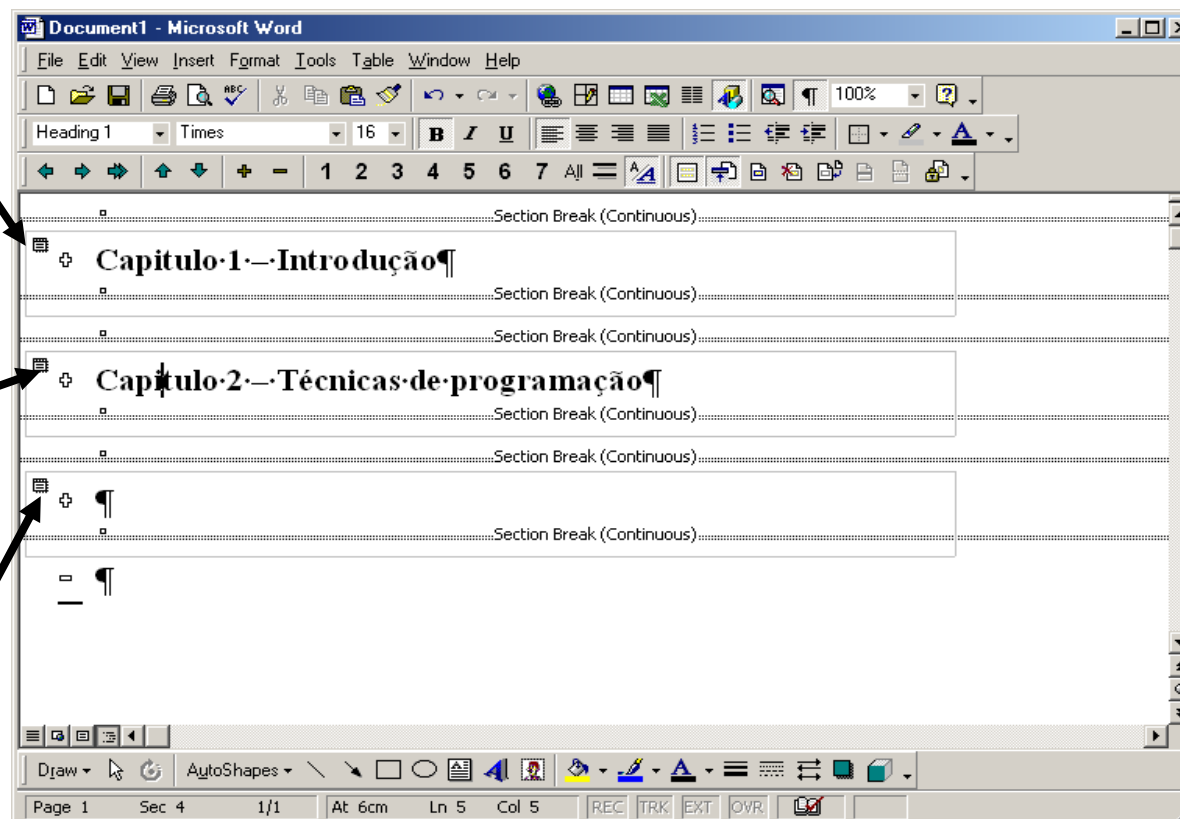 Document1 - Microsoft Word
File Edit View Insert Format Tools Table Window Help
ABC ¶ 100%
Heading 1 Times 16 B I U A
1 2 3 4 5 6 7 All A A
Section Break (Continuous)
Capitulo·1·–·Introdução¶
Section Break (Continuous)
Section Break (Continuous)
Capitulo·2·–·Técnicas·de·programação¶
Section Break (Continuous)
Section Break (Continuous)
¶
Section Break (Continuous)
¶
Draw AutoShapes A A
Page 1 Sec 4 1/1 At 6cm Ln 5 Col 5 REC TRK EXT OVR